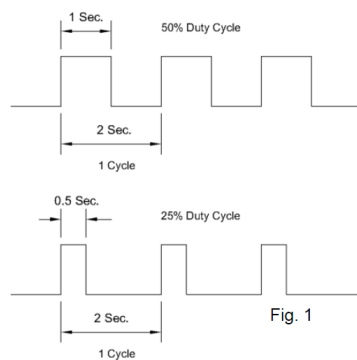 1 Sec.
50% Duty Cycle
2 Sec.
1 Cycle
0.5 Sec.
25% Duty Cycle
2 Sec.
Fig. 1
1 Cycle